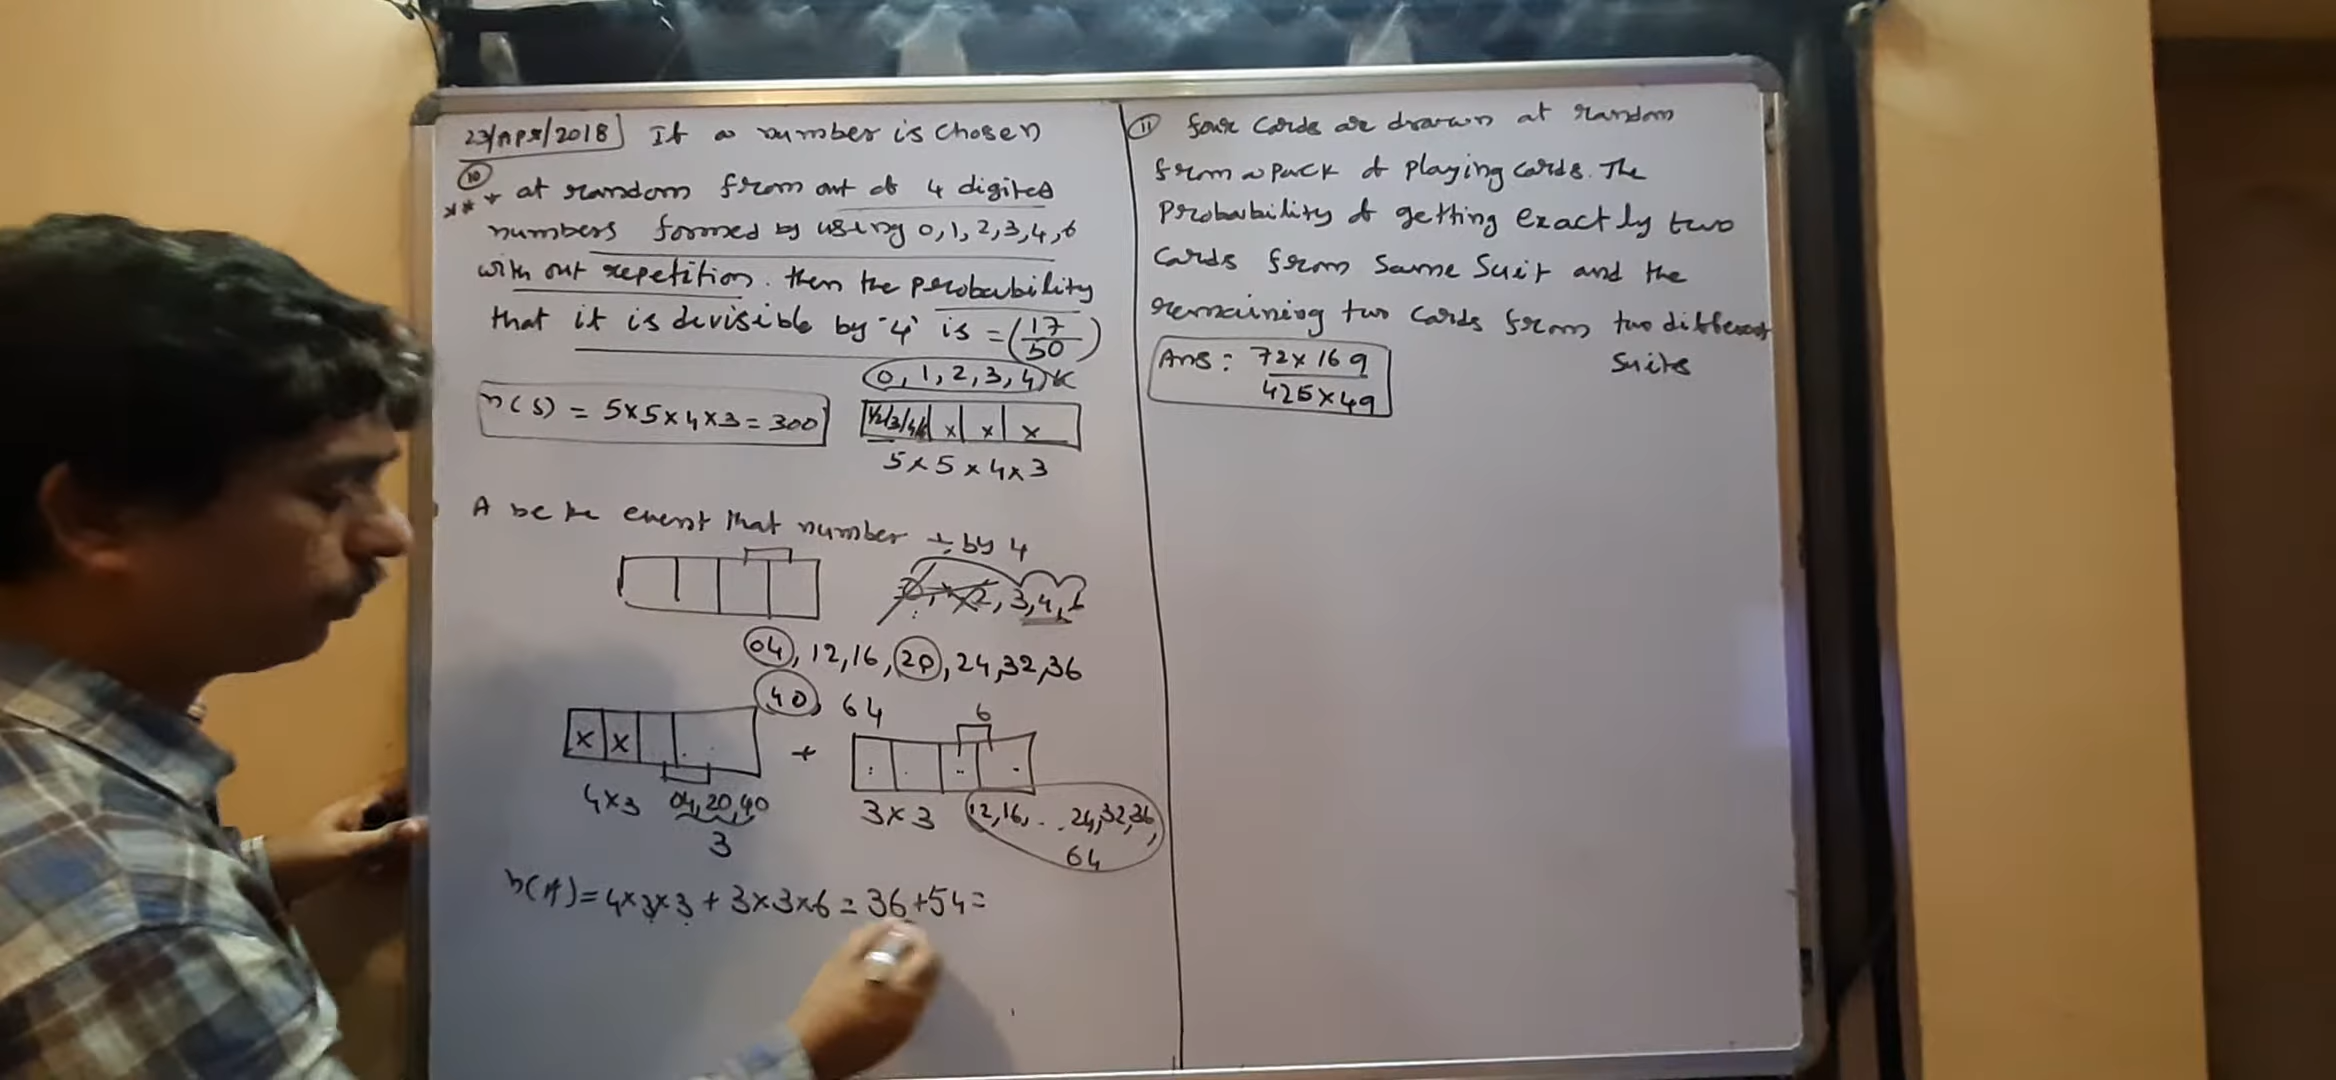 23/Apr/2018] If a number is chosen
10
*** at random from out of 4 digited
numbers formed by using 0,1,2,3,4,6
with out repetition. then the probability
that it is divisible by '4' is = (17/50)
0, 1, 2, 3, 4,
n(S) = 5×5×4×3=300
1/2/3/4/6 × × ×
5×5×4×3
A be the event that number ÷ by 4
3,4,6
04, 12,16, 20, 24,32,36
40, 64
6
× × +
4×3 04,20,40 3×3 12,16, .. 24,32,36,
3 64
n(A)=4×3×3 + 3×3×6 = 36+54=
11 four cards are drawn at random
from a pack of playing cards. The
Probability of getting exactly two
cards from same suit and the
remaining two cards from two different
suits
Ans: 72×169
425×49